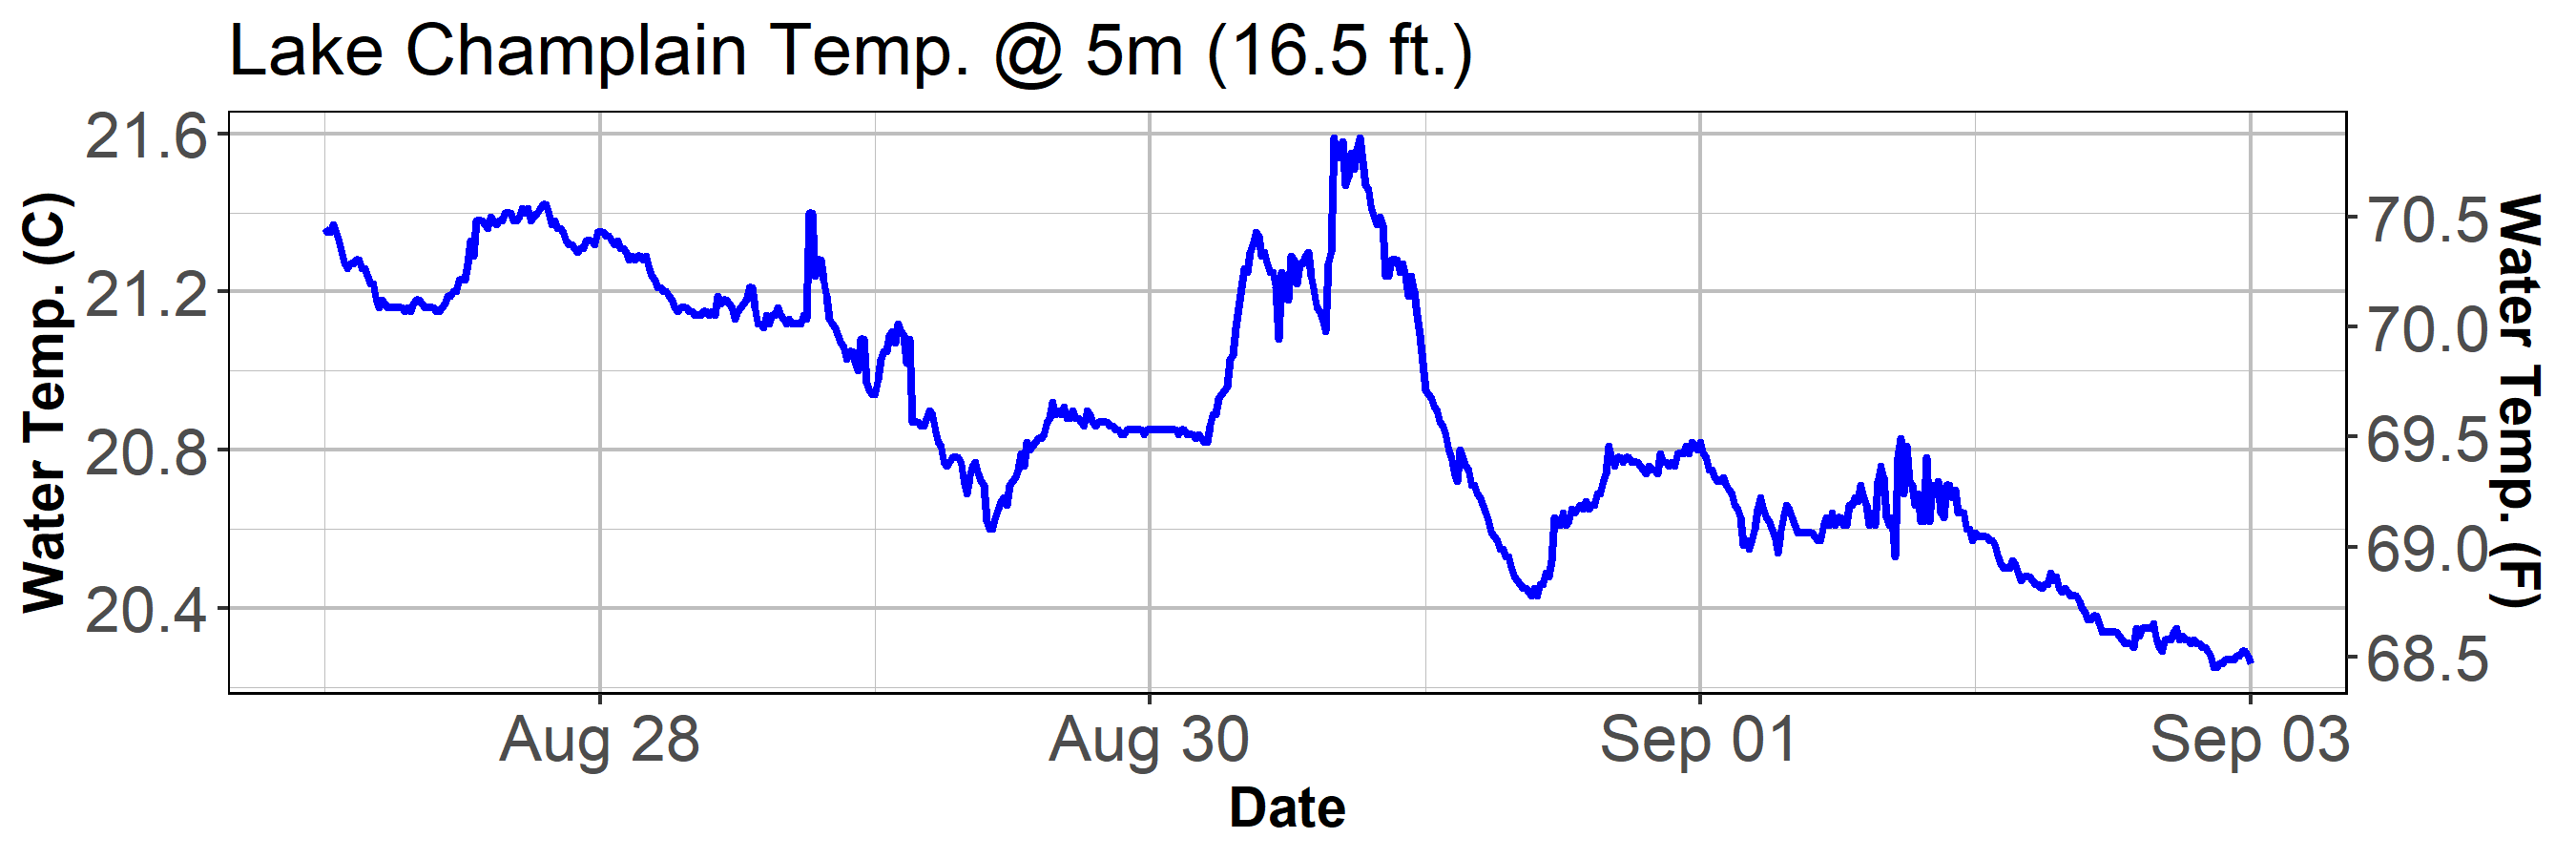 Lake Champlain Temp. @ 5m (16.5 ft.)
Water Temp. (C)
21.6
21.2
20.8
20.4
70.5
70.0
69.5
69.0
68.5
Water Temp. (F)
Aug 28
Aug 30
Sep 01
Sep 03
Date